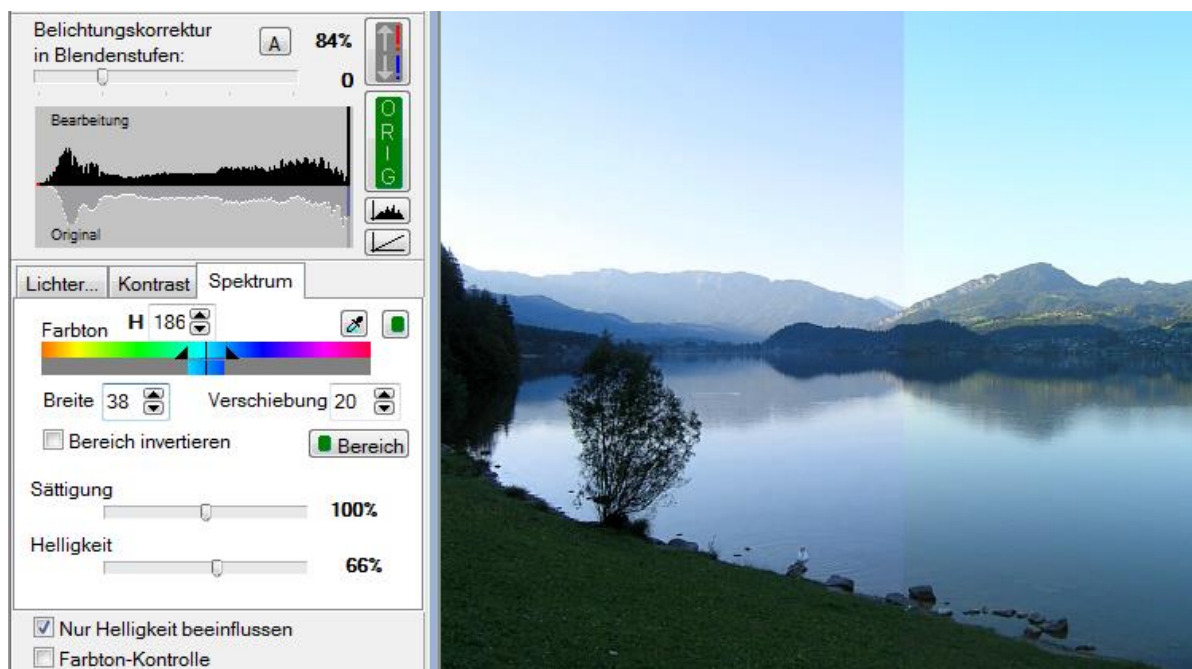 Belichtungskorrektur
in Blendenstufen:
A
84%
0
Bearbeitung
Original
ORIG
Lichter... Kontrast Spektrum
Farbton H 186
Breite 38 Verschiebung 20
Bereich invertieren Bereich
Sättigung
100%
Helligkeit
66%
Nur Helligkeit beeinflussen
Farbton-Kontrolle